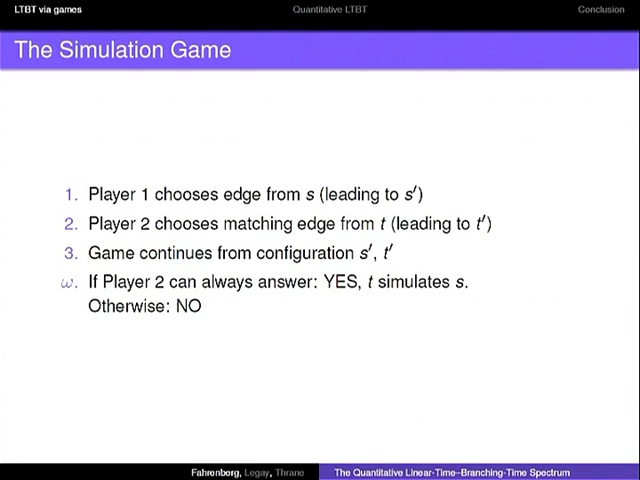 LTBT via games Quantitative LTBT Conclusion
The Simulation Game
1. Player 1 chooses edge from s (leading to s′)
2. Player 2 chooses matching edge from t (leading to t′)
3. Game continues from configuration s′, t′
ω. If Player 2 can always answer: YES, t simulates s.
Otherwise: NO
Fahrenberg, Legay, Thrane The Quantitative Linear-Time–Branching-Time Spectrum